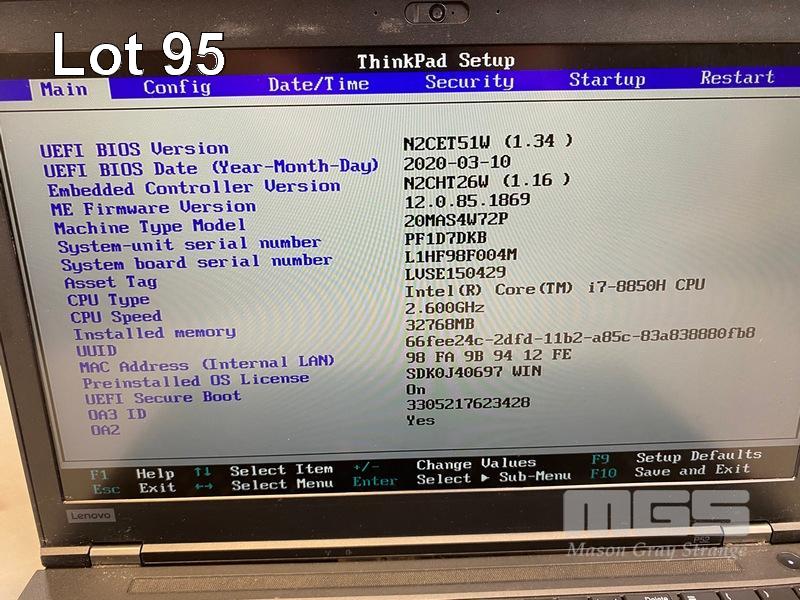 Lot 95
ThinkPad Setup
Main Config Date/Time Security Startup Restart
UEFI BIOS Version N2CET51W (1.34 )
UEFI BIOS Date (Year-Month-Day) 2020-03-10
Embedded Controller Version N2CHT26W (1.16 )
ME Firmware Version 12.0.85.1869
Machine Type Model 20MAS4W72P
System-unit serial number PF1D7DKB
System board serial number L1HF98F004M
Asset Tag LVSE150429
CPU Type Intel(R) Core(TM) i7-8850H CPU
CPU Speed 2.600GHz
Installed memory 32768MB
UUID 66fee24c-2dfd-11b2-a85c-83a838880fb8
MAC Address (Internal LAN) 98 FA 9B 94 12 FE
Preinstalled OS License SDK0J40697 WIN
UEFI Secure Boot On
OA3 ID 3305217623428
OA2 Yes
F1 Help ↑↓ Select Item +/- Change Values F9 Setup Defaults
Esc Exit ←→ Select Menu Enter Select ▶ Sub-Menu F10 Save and Exit
Lenovo
MGS
P52
Mason Gray Strange
Delete